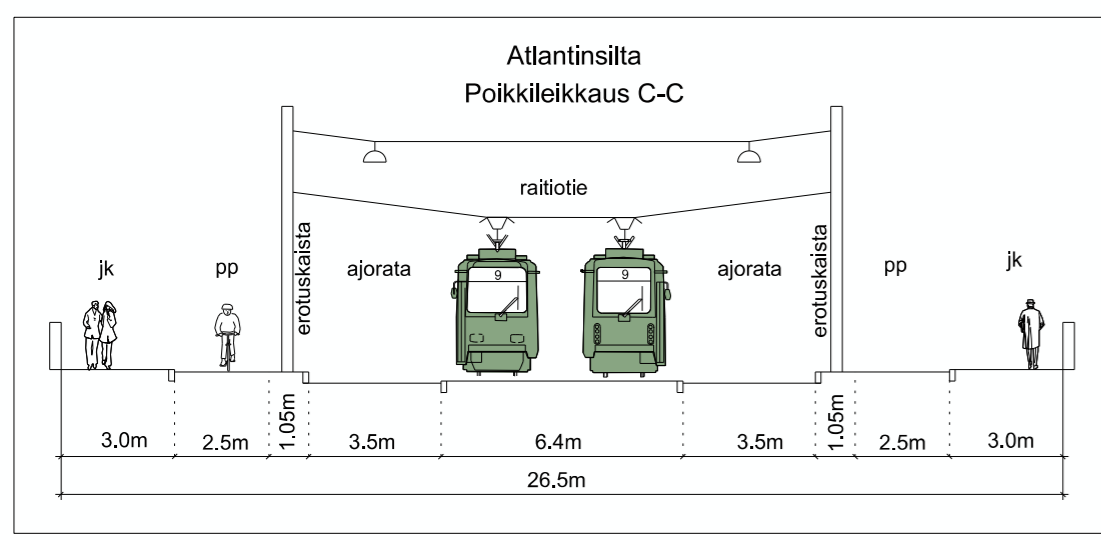 Atlantinsilta
Poikkileikkaus C-C
raitiotie
jk
pp
erotuskaista
ajorata
9
9
ajorata
erotuskaista
pp
jk
3.0m
2.5m
1.05m
3.5m
6.4m
3.5m
1.05m
2.5m
3.0m
26.5m